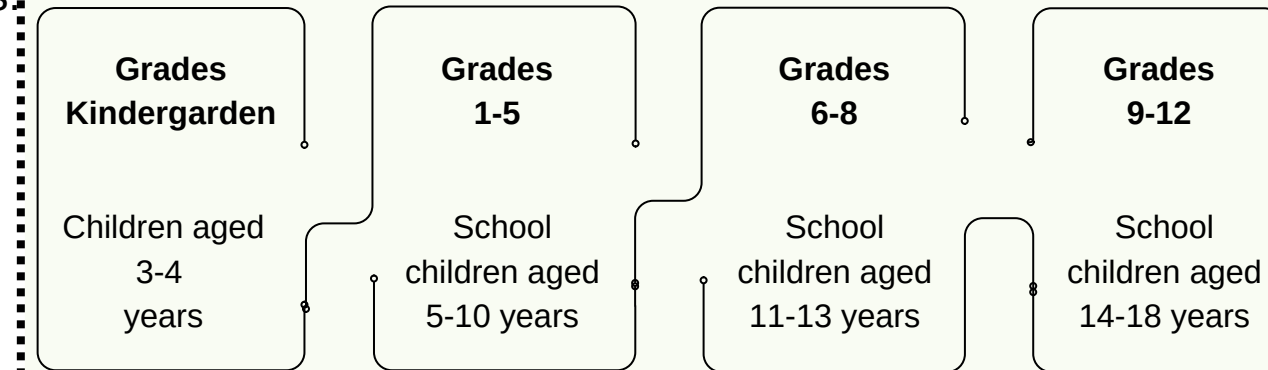 Grades
Kindergarden
Children aged
3-4
years
Grades
1-5
School
children aged
5-10 years
Grades
6-8
School
children aged
11-13 years
Grades
9-12
School
children aged
14-18 years